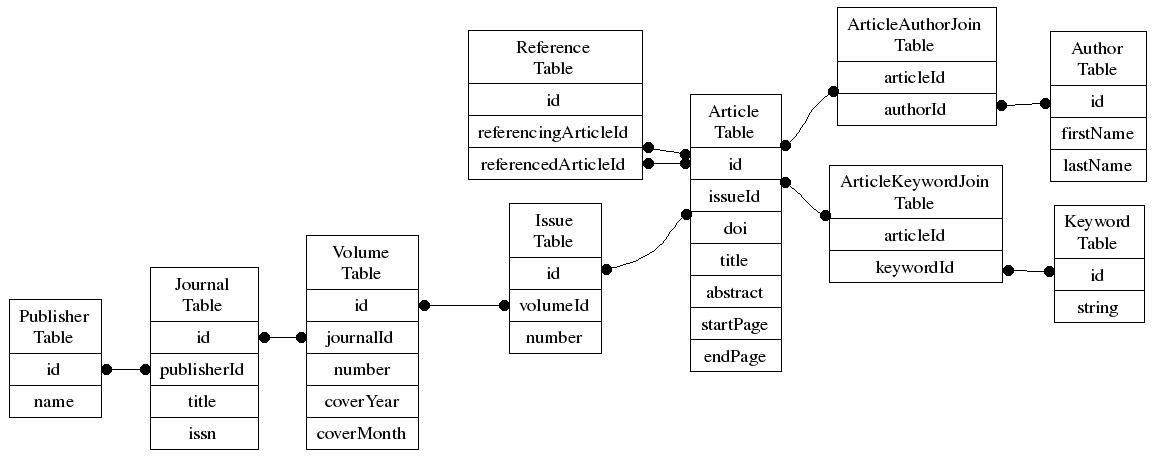 Publisher
Table
id
name
Journal
Table
id
publisherId
title
issn
Volume
Table
id
journalId
number
coverYear
coverMonth
Issue
Table
id
volumeId
number
Reference
Table
id
referencingArticleId
referencedArticleId
Article
Table
id
issueId
doi
title
abstract
startPage
endPage
ArticleAuthorJoin
Table
articleId
authorId
ArticleKeywordJoin
Table
articleId
keywordId
Author
Table
id
firstName
lastName
Keyword
Table
id
string